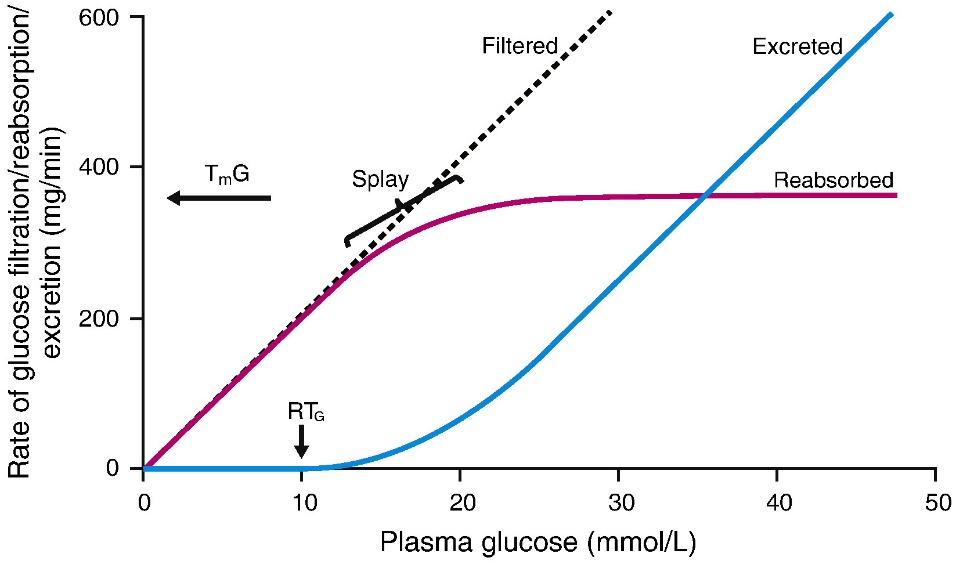 Rate of glucose filtration/reabsorption/
excretion (mg/min)
600
400
200
0
Filtered
Excreted
TmG
Splay
Reabsorbed
RTG
0 10 20 30 40 50
Plasma glucose (mmol/L)